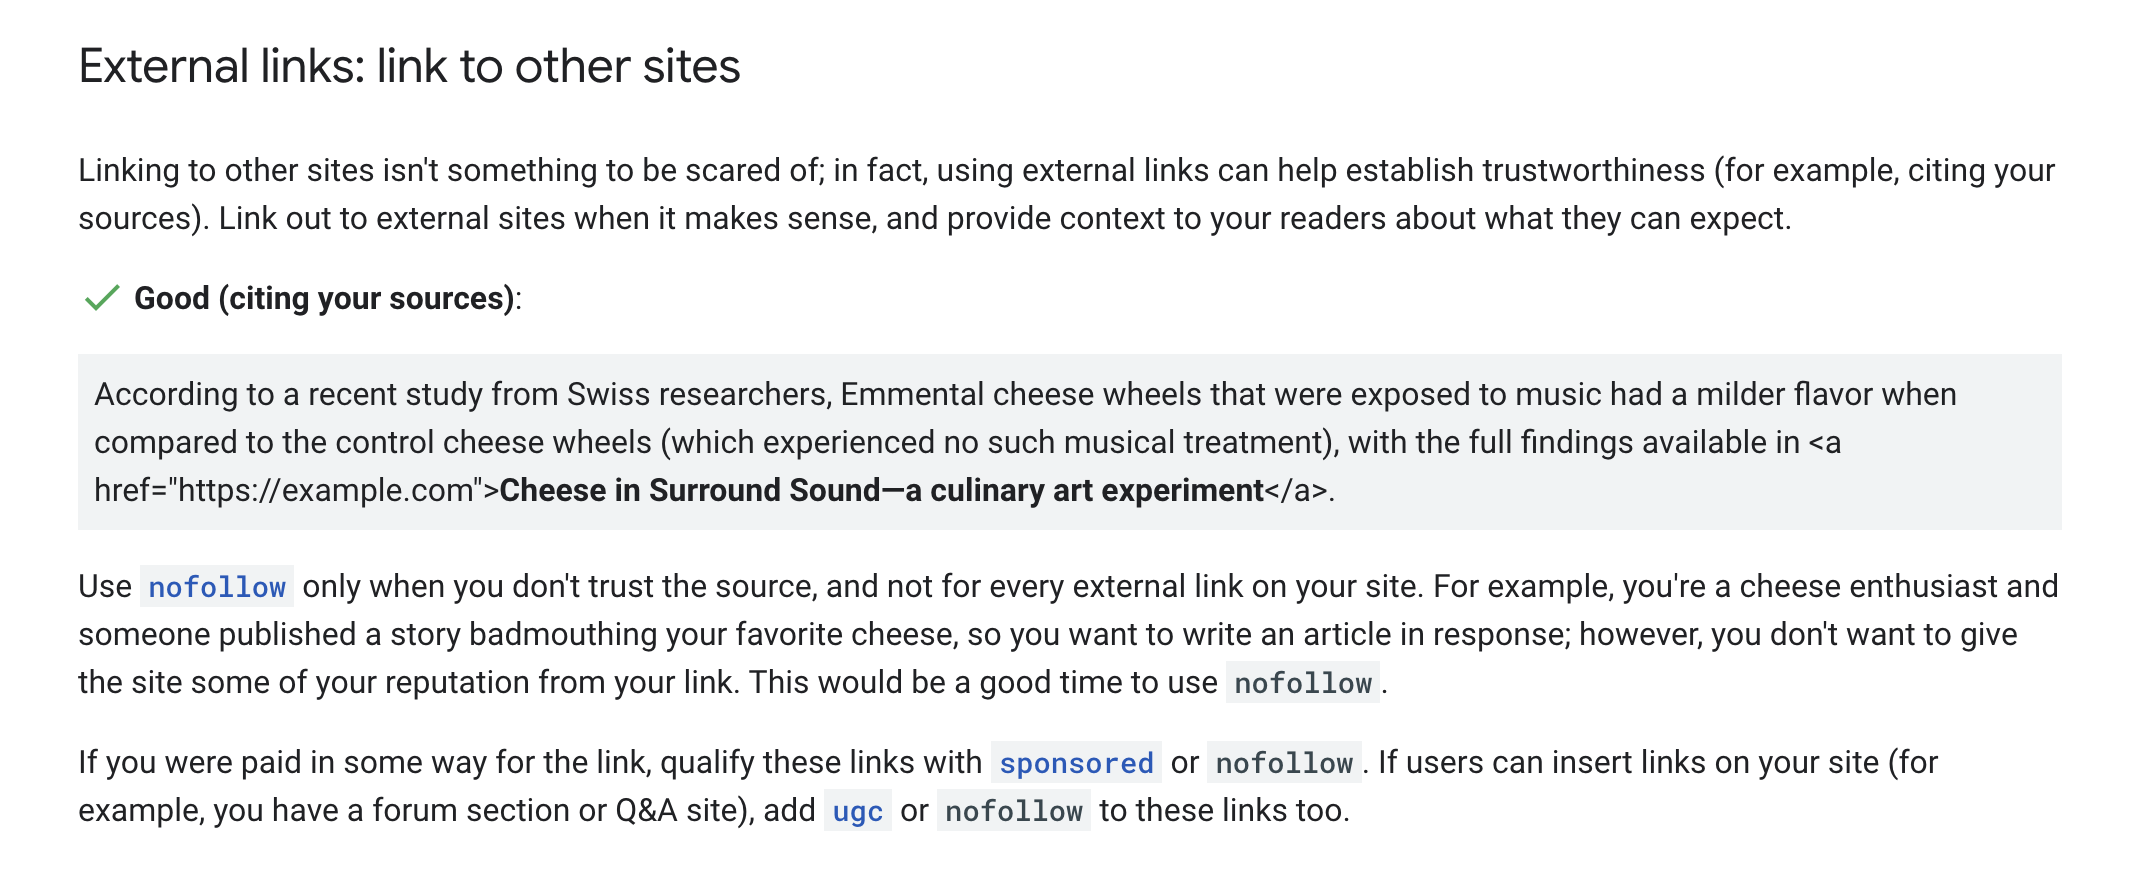 External links: link to other sites
Linking to other sites isn't something to be scared of; in fact, using external links can help establish trustworthiness (for example, citing your
sources). Link out to external sites when it makes sense, and provide context to your readers about what they can expect.
Good (citing your sources):
According to a recent study from Swiss researchers, Emmental cheese wheels that were exposed to music had a milder flavor when
compared to the control cheese wheels (which experienced no such musical treatment), with the full findings available in <a
href="https://example.com">Cheese in Surround Sound—a culinary art experiment</a>.
Use nofollow only when you don't trust the source, and not for every external link on your site. For example, you're a cheese enthusiast and
someone published a story badmouthing your favorite cheese, so you want to write an article in response; however, you don't want to give
the site some of your reputation from your link. This would be a good time to use nofollow.
If you were paid in some way for the link, qualify these links with sponsored or nofollow. If users can insert links on your site (for
example, you have a forum section or Q&A site), add ugc or nofollow to these links too.